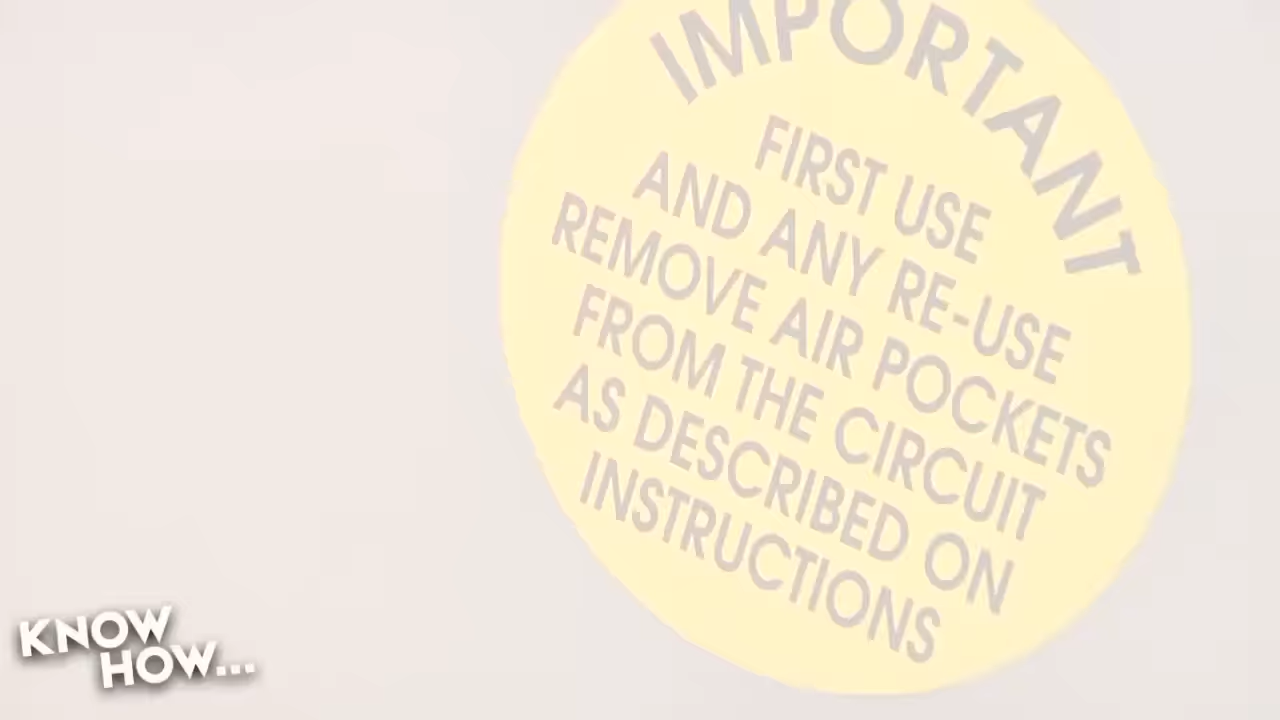 IMPORTANT
FIRST USE
AND ANY RE-USE
REMOVE AIR POCKETS
FROM THE CIRCUIT
AS DESCRIBED ON
INSTRUCTIONS
KNOW
HOW...